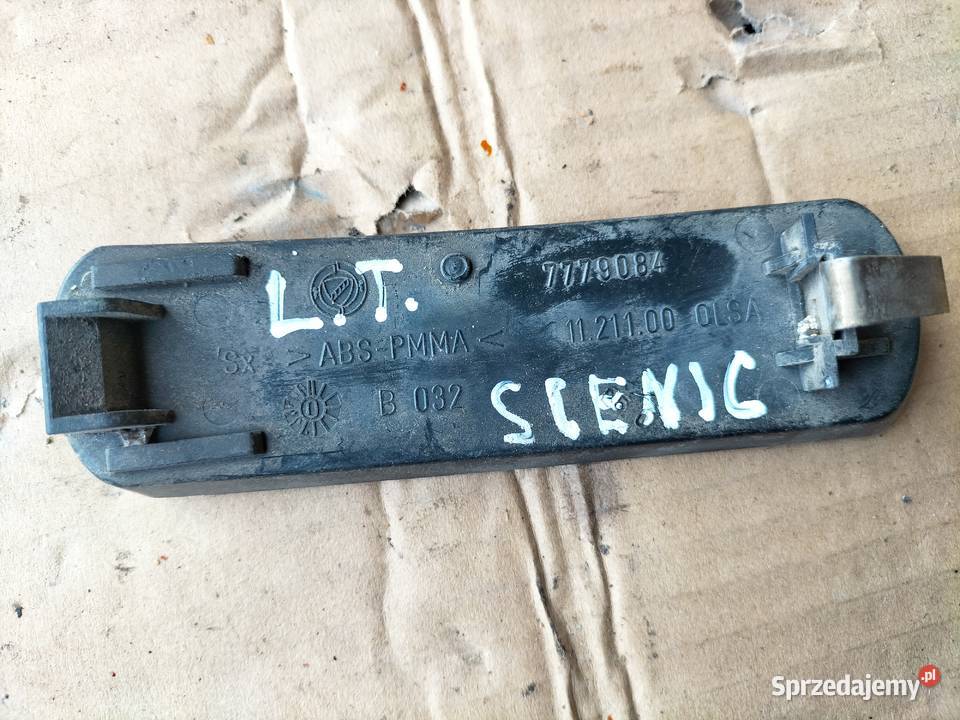 L.T.
7779084
Sx >ABS-PMMA< 11.211.00 OLSA
B 032
SCENIC
Sprzedajemy.pl